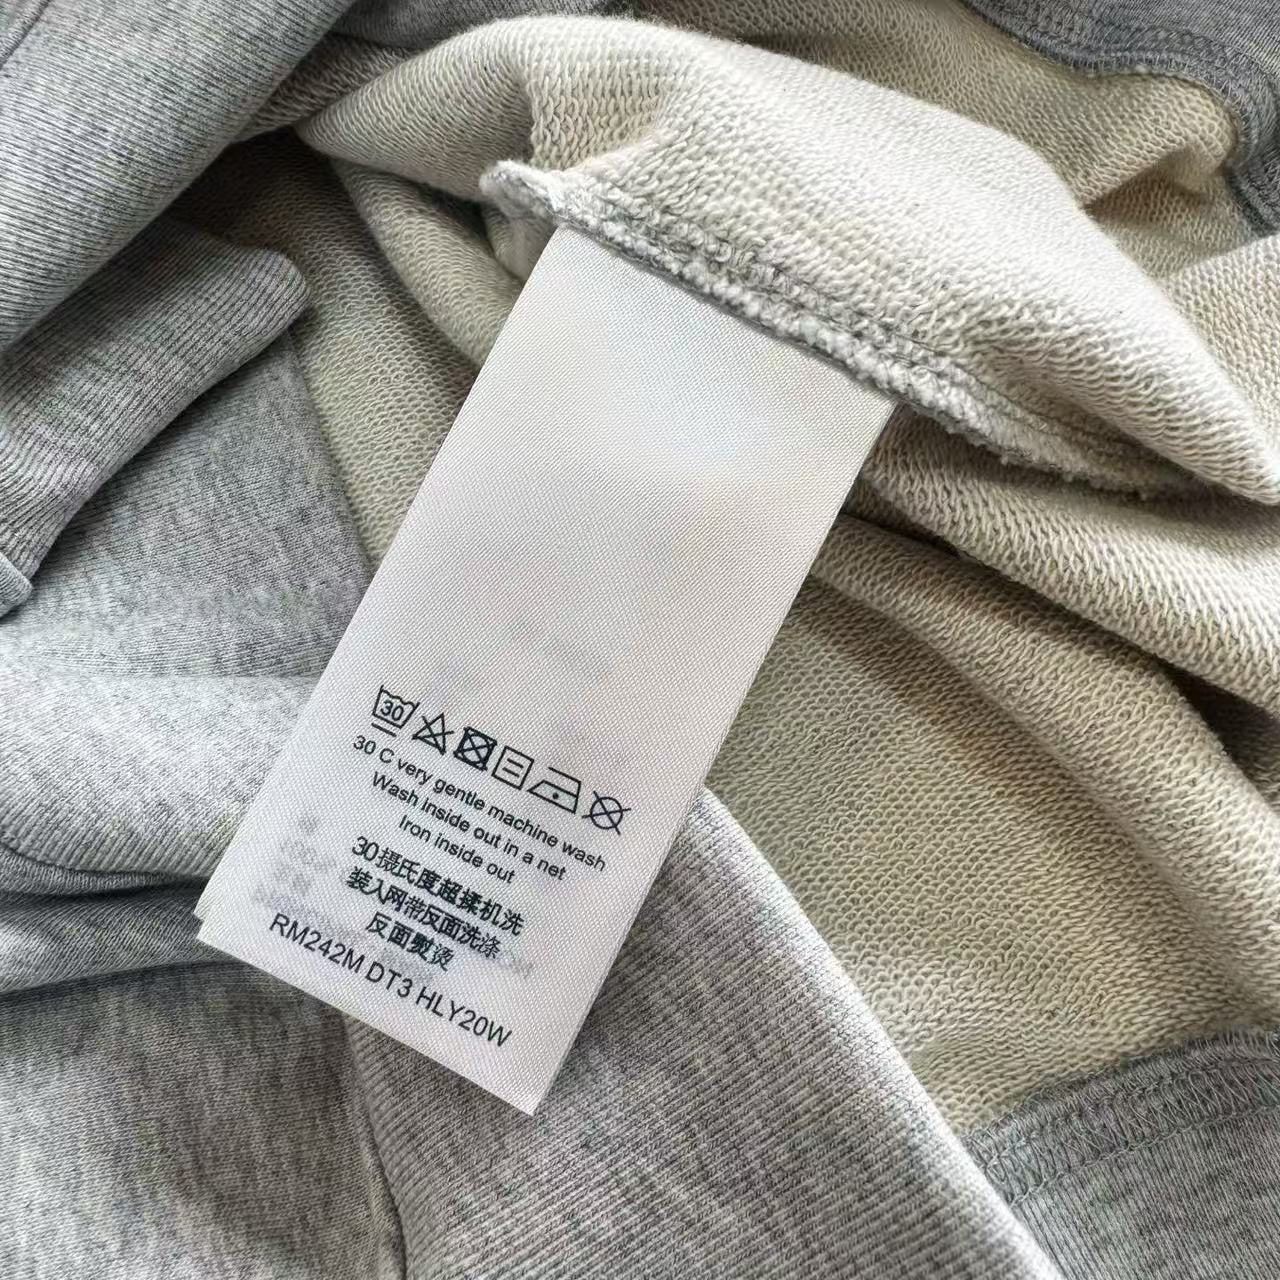 30
30 C very gentle machine wash
Wash inside out in a net
Iron inside out
30摄氏度超揉机洗
装入网带反面洗涤
反面熨烫
RM242M DT3 HLY20W